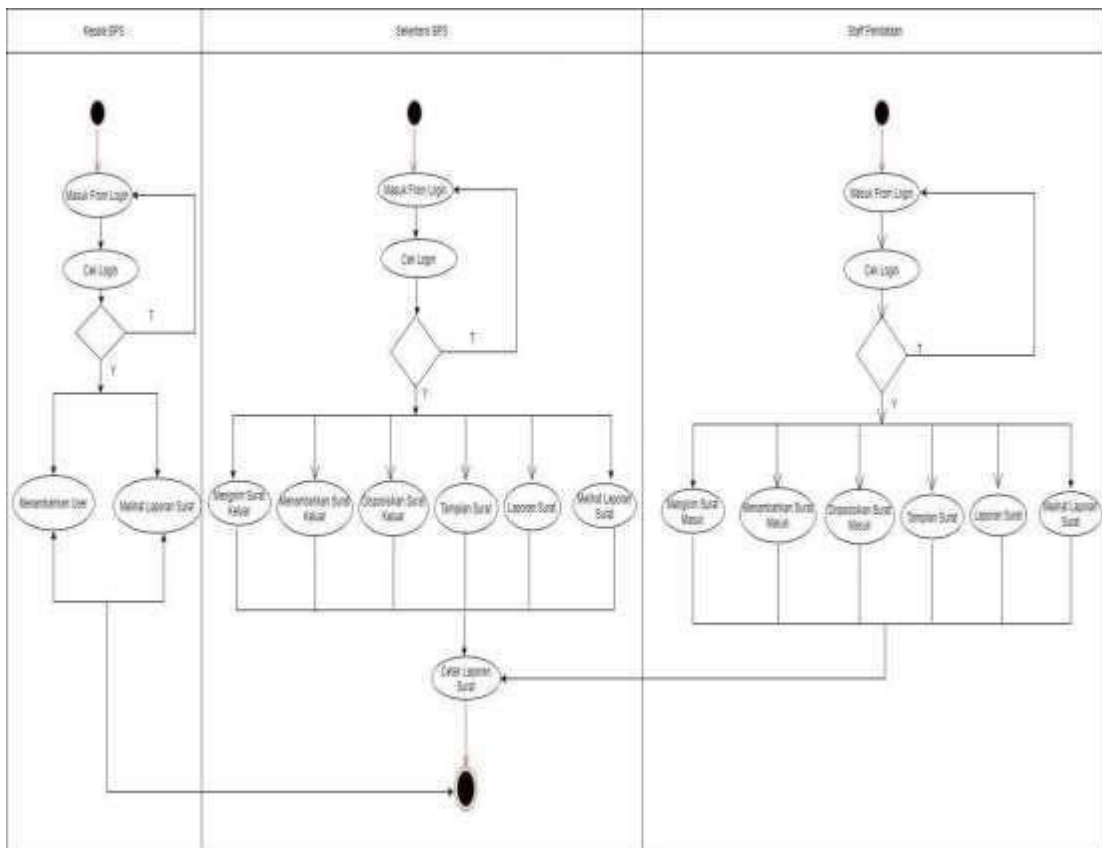 Kepala BPS
Sekertaris BPS
Staff Pendataan
Masuk From Login
Cek Login
T
Y
Menambahkan User
Melihat Laporan Surat
Masuk From Login
Cek Login
T
Y
Mengirim Surat
Keluar
Menambahkan Surat
Keluar
Disposisikan Surat
Keluar
Templan Surat
Laporan Surat
Melihat Laporan
Surat
Cetak Laporan
Surat
Masuk From Login
Cek Login
T
Y
Mengirim Surat
Masuk
Menambahkan Surat
Masuk
Disposisikan Surat
Masuk
Templan Surat
Laporan Surat
Melihat Laporan
Surat